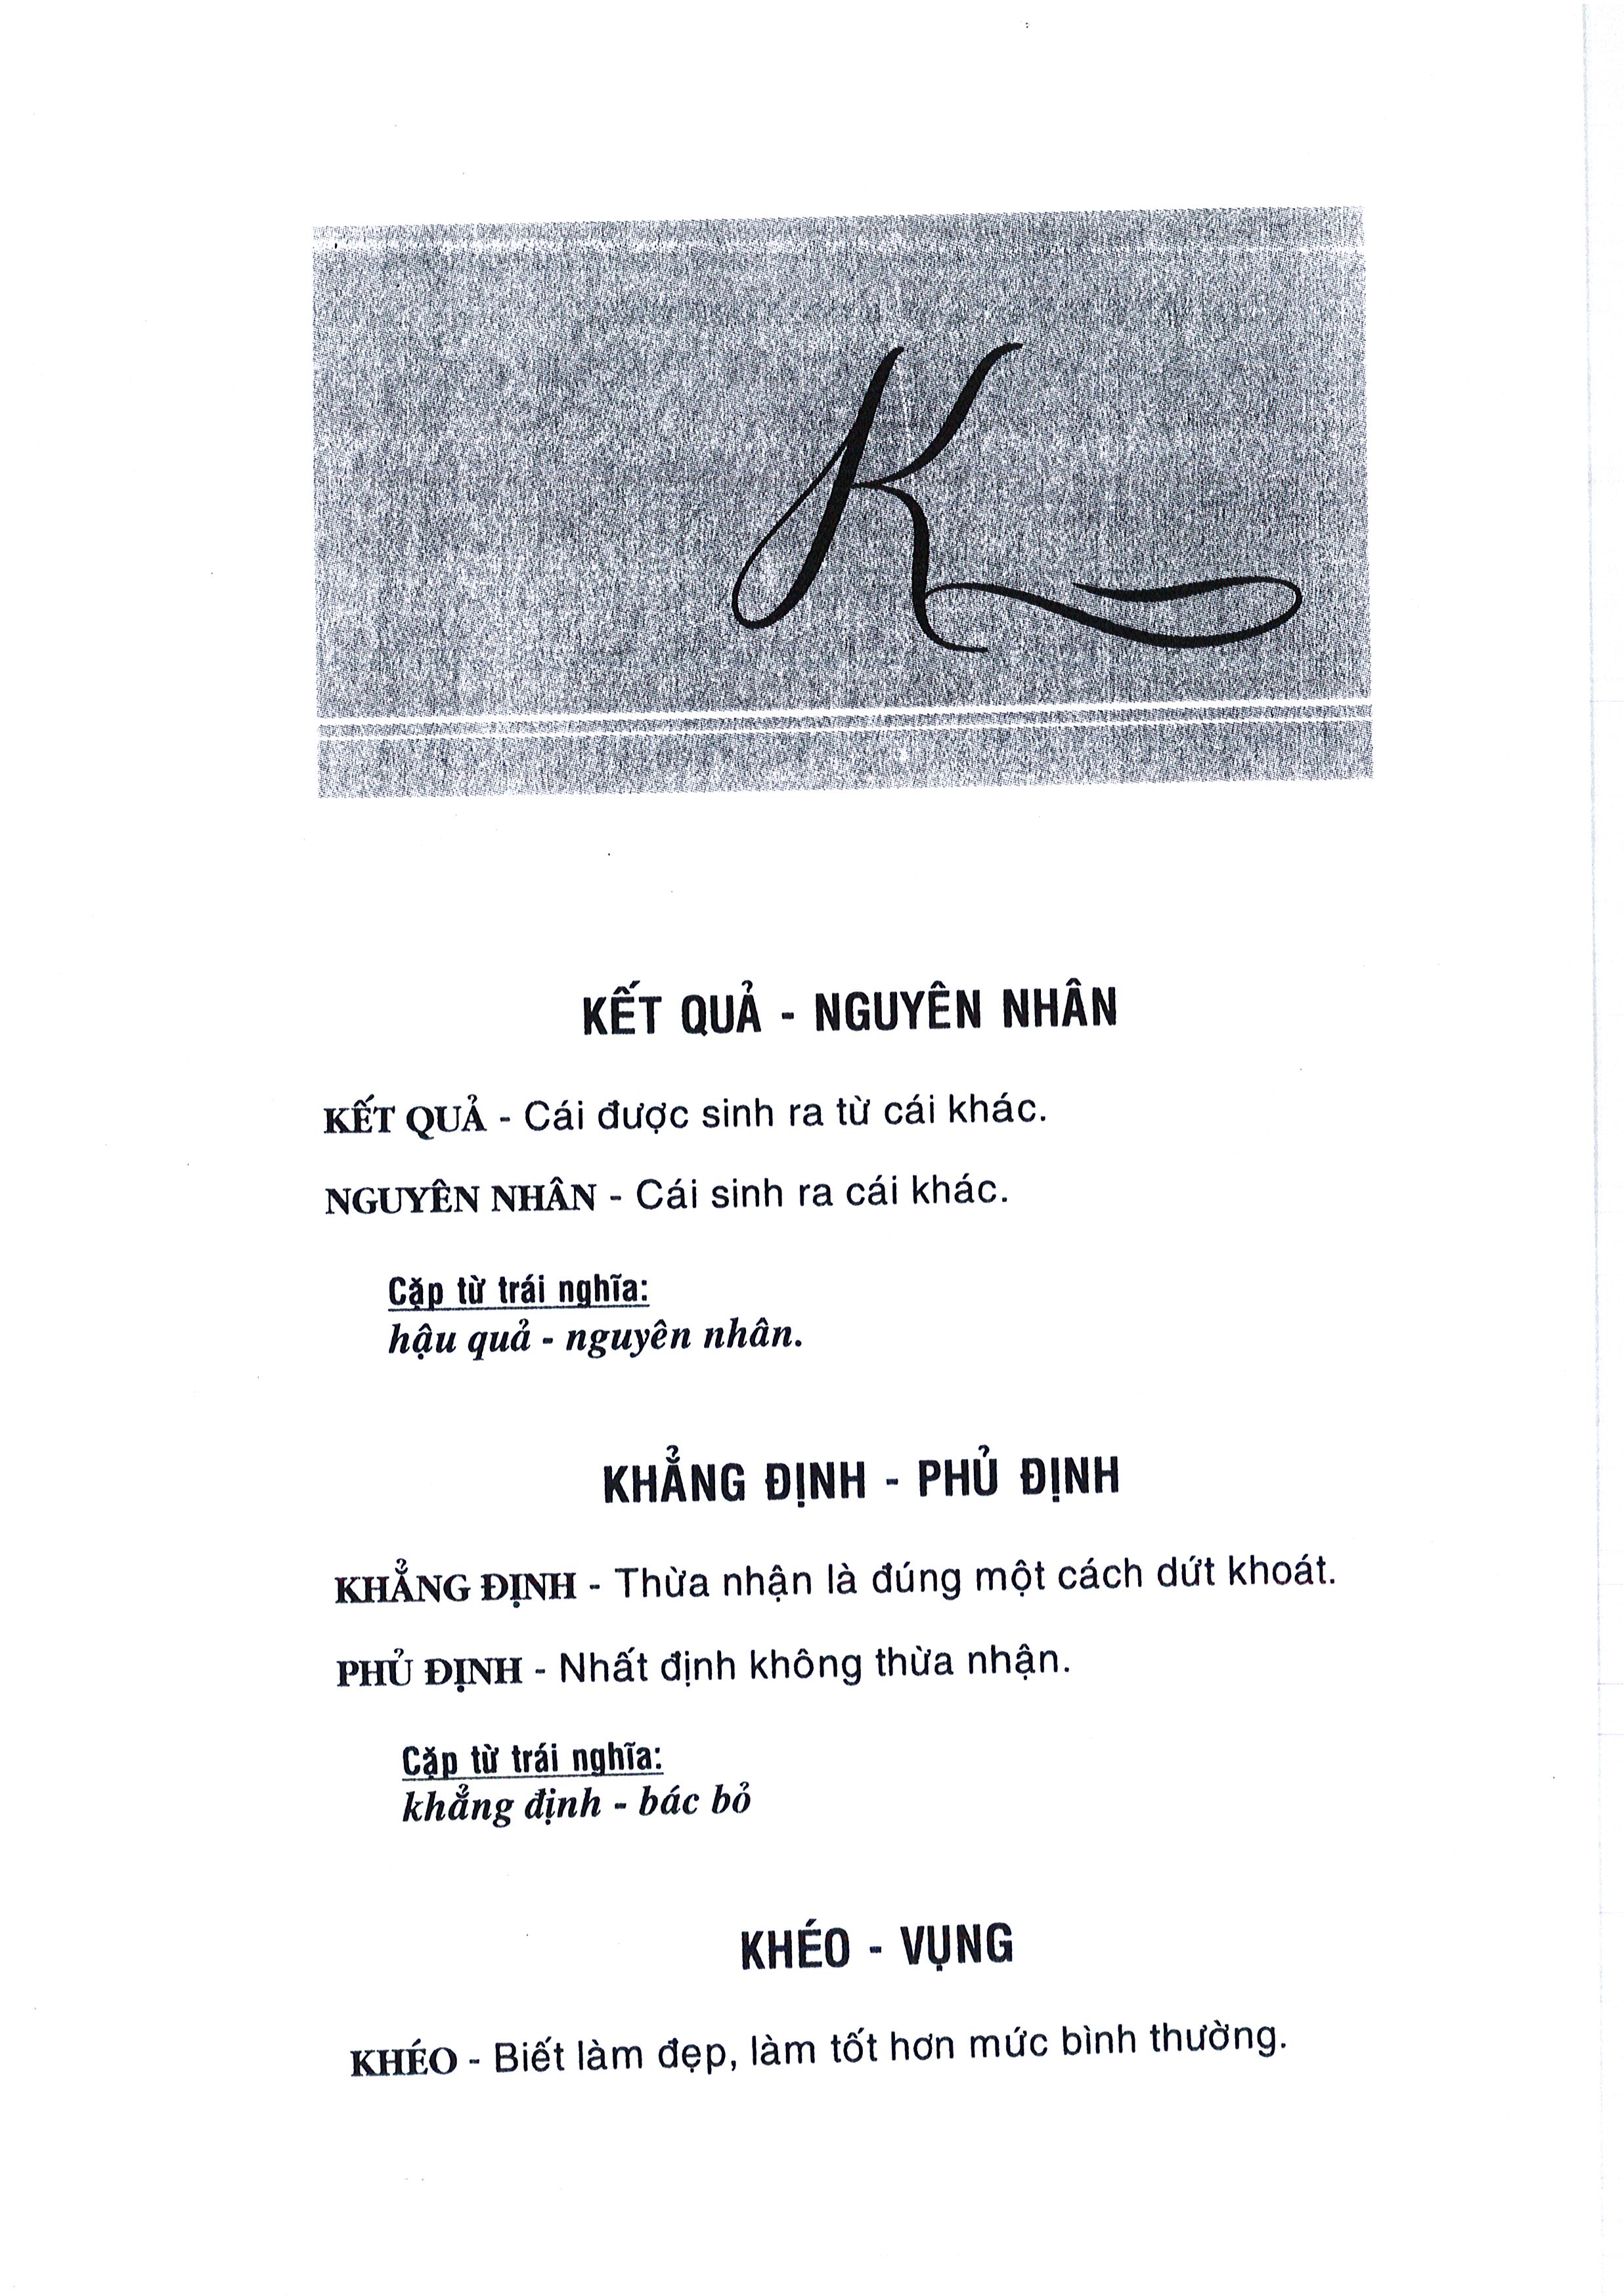 K
KẾT QUẢ - NGUYÊN NHÂN
KẾT QUẢ - Cái được sinh ra từ cái khác.
NGUYÊN NHÂN - Cái sinh ra cái khác.
Cặp từ trái nghĩa:
hậu quả - nguyên nhân.
KHẲNG ĐỊNH - PHỦ ĐỊNH
KHẲNG ĐỊNH - Thừa nhận là đúng một cách dứt khoát.
PHỦ ĐỊNH - Nhất định không thừa nhận.
Cặp từ trái nghĩa:
khẳng định - bác bỏ
KHÉO - VỤNG
KHÉO - Biết làm đẹp, làm tốt hơn mức bình thường.